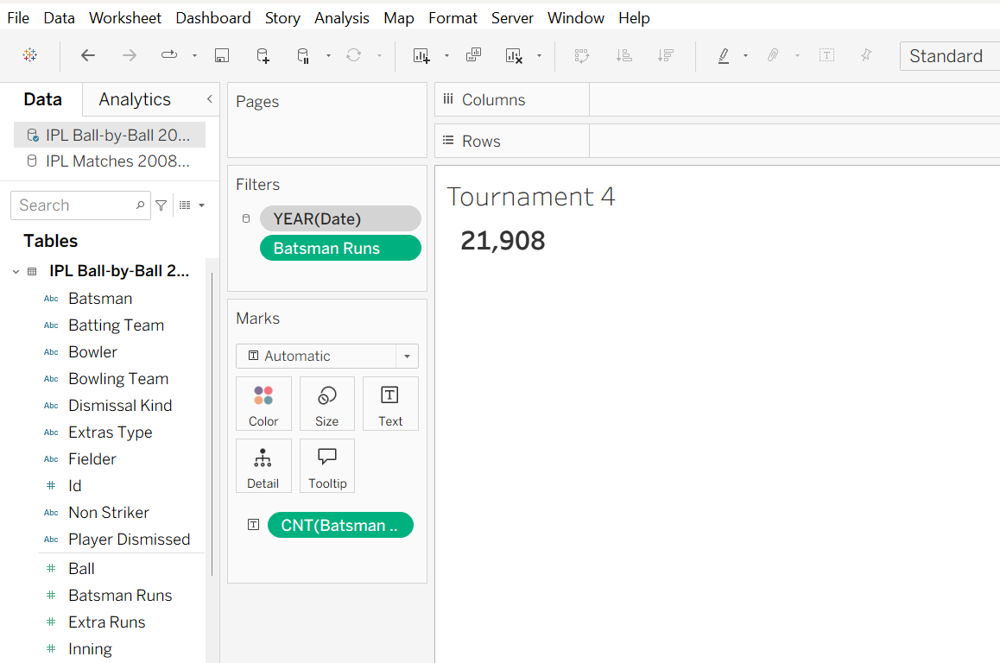 File Data Worksheet Dashboard Story Analysis Map Format Server Window Help
Standard
Data Analytics
IPL Ball-by-Ball 20...
IPL Matches 2008...
Search
Tables
IPL Ball-by-Ball 2...
Abc Batsman
Abc Batting Team
Abc Bowler
Abc Bowling Team
Abc Dismissal Kind
Abc Extras Type
Abc Fielder
# Id
Abc Non Striker
Abc Player Dismissed
# Ball
# Batsman Runs
# Extra Runs
# Inning
Pages
Filters
YEAR(Date)
Batsman Runs
Marks
Automatic
Color Size Text
Detail Tooltip
CNT(Batsman ..
Columns
Rows
Tournament 4
21,908